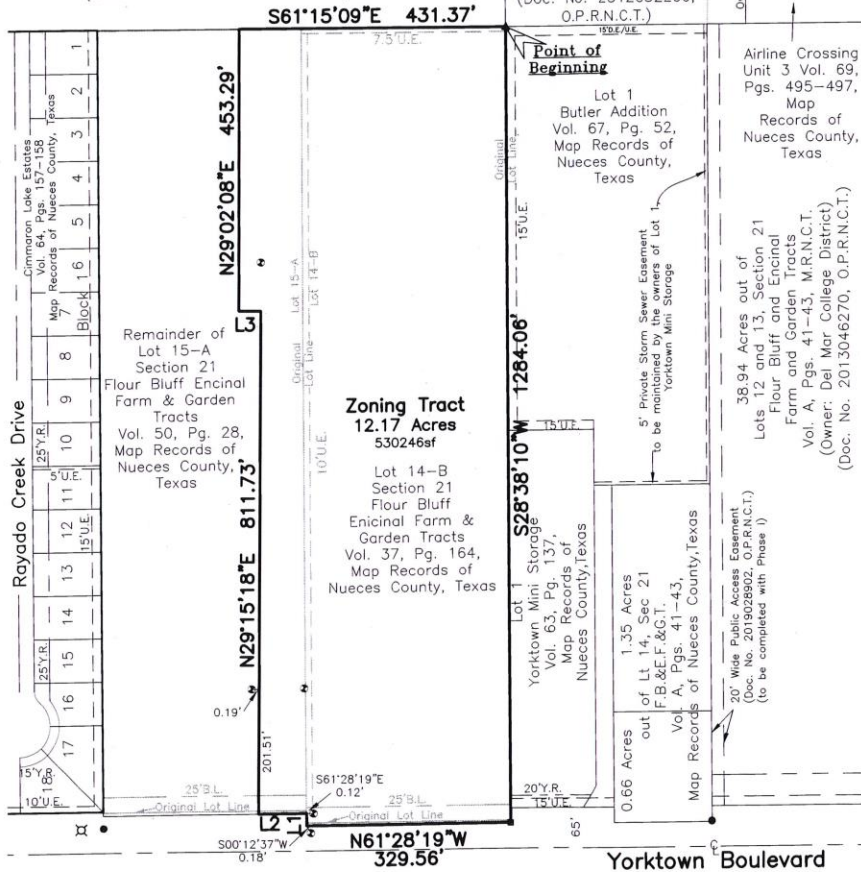 S61°15'09"E 431.37'
O.P.R.N.C.T.)
7.5'U.E.
15'D.E/U.E.
Point of
Beginning
Airline Crossing
Unit 3 Vol. 69,
Pgs. 495-497,
Map
Records of
Nueces County,
Texas
Lot 1
Butler Addition
Vol. 67, Pg. 52,
Map Records of
Nueces County,
Texas
Cimmaron Lake Estates
Vol. 64, Pgs. 157-158
Map Records of Nueces County, Texas
Block 1
1
2
3
4
5
6
7
8
9
10
11
12
13
14
15
16
17
18
N29°02'08"E 453.29'
Original Lot Line
Lot 15-A
Lot 14-B
Original Lot Line
15'U.E.
5' Private Storm Sewer Easement
to be maintained by the owners of Lot 1,
Yorktown Mini Storage
38.94 Acres out of
Lots 12 and 13, Section 21
Flour Bluff and Encinal
Farm and Garden Tracts
Vol. A, Pgs. 41-43, M.R.N.C.T.
(Owner: Del Mar College District)
(Doc. No. 2013046270, O.P.R.N.C.T.)
L3
Remainder of
Lot 15-A
Section 21
Flour Bluff Encinal
Farm & Garden
Tracts
Vol. 50, Pg. 28,
Map Records of
Nueces County,
Texas
Rayado Creek Drive
25'Y.R.
5'U.E.
15'U.E.
25'Y.R.
15'Y.R.
10'U.E.
Original Lot Line
10'U.E.
Zoning Tract
12.17 Acres
530246sf
Lot 14-B
Section 21
Flour Bluff
Enicinal Farm &
Garden Tracts
Vol. 37, Pg. 164,
Map Records of
Nueces County, Texas
S28°38'10"W 1284.06'
15'U.E.
N29°15'18"E 811.73'
0.19'
201.51'
Lot 1
Yorktown Mini Storage
Vol. 63, Pg. 137,
Map Records of
Nueces County,Texas
1.35 Acres
out of Lt 14, Sec 21
F.B.&E.F.&G.T.
Vol. A, Pgs. 41-43,
Map Records of Nueces County,Texas
0.66 Acres
20' Wide Public Access Easement
(Doc. No. 2019028902, O.P.R.N.C.T.)
(to be completed with Phase I)
S61°28'19"E
0.12'
25'B.L.
Original Lot Line
25'B.L.
Original Lot Line
20'Y.R.
15'U.E.
L2
L1
S00°12'37"W
0.18'
N61°28'19"W
329.56'
65'
Yorktown Boulevard